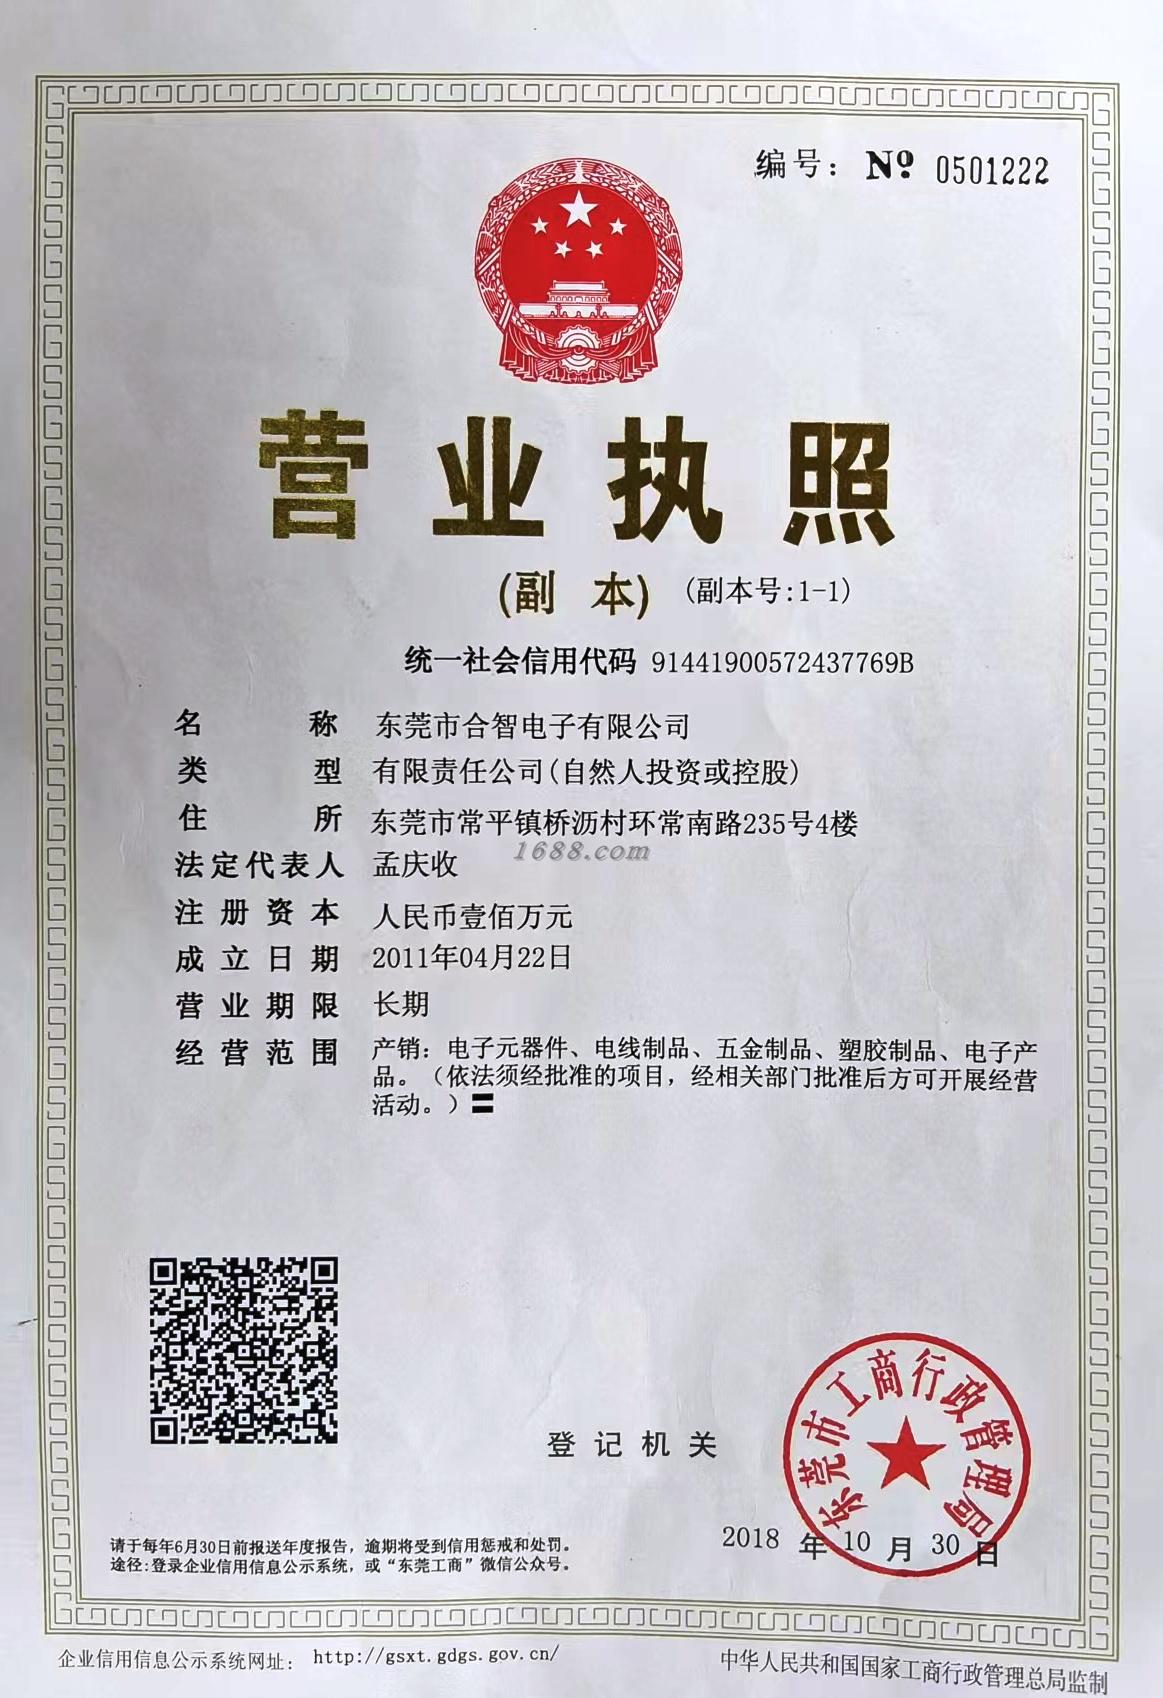 编号: Nº 0501222
营业执照
(副 本) (副本号:1-1)
统一社会信用代码 91441900572437769B
名 称 东莞市合智电子有限公司
类 型 有限责任公司(自然人投资或控股)
住 所 东莞市常平镇桥沥村环常南路235号4楼
1688.com
法定代表人 孟庆收
注册资本 人民币壹佰万元
成立日期 2011年04月22日
营业期限 长期
经营范围 产销：电子元器件、电线制品、五金制品、塑胶制品、电子产
品。（依法须经批准的项目，经相关部门批准后方可开展经营
活动。）
登记机关
东莞市工商行政管理局
2018 年 10 月 30 日
请于每年6月30日前报送年度报告，逾期将受到信用惩戒和处罚。
途径:登录企业信用信息公示系统，或“东莞工商”微信公众号。
企业信用信息公示系统网址： http://gsxt.gdgs.gov.cn/
中华人民共和国国家工商行政管理总局监制